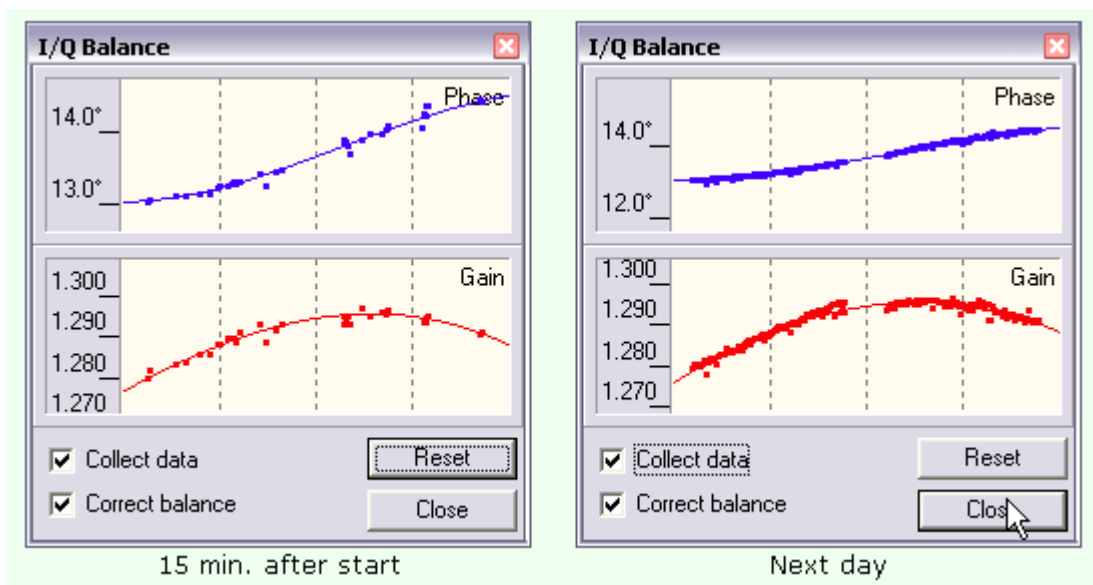 I/Q Balance
Phase
14.0°
13.0°
Gain
1.300
1.290
1.280
1.270
Collect data
Reset
Correct balance
Close
15 min. after start
I/Q Balance
Phase
14.0°
12.0°
Gain
1.300
1.290
1.280
1.270
Collect data
Reset
Correct balance
Close
Next day